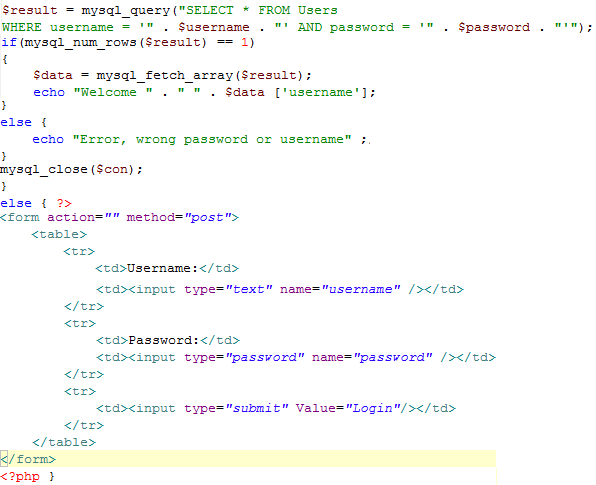 $result = mysql_query("SELECT * FROM Users
WHERE username = '" . $username . "' AND password = '" . $password . "'");
if(mysql_num_rows($result) == 1)
{
$data = mysql_fetch_array($result);
echo "Welcome " . " " . $data ['username'];
}
else {
echo "Error, wrong password or username" ;
}
mysql_close($con);
}
else { ?>
<form action="" method="post">
<table>
<tr>
<td>Username:</td>
<td><input type="text" name="username" /></td>
</tr>
<tr>
<td>Password:</td>
<td><input type="password" name="password" /></td>
</tr>
<tr>
<td><input type="submit" Value="Login"/></td>
</tr>
</table>
</form>
<?php }